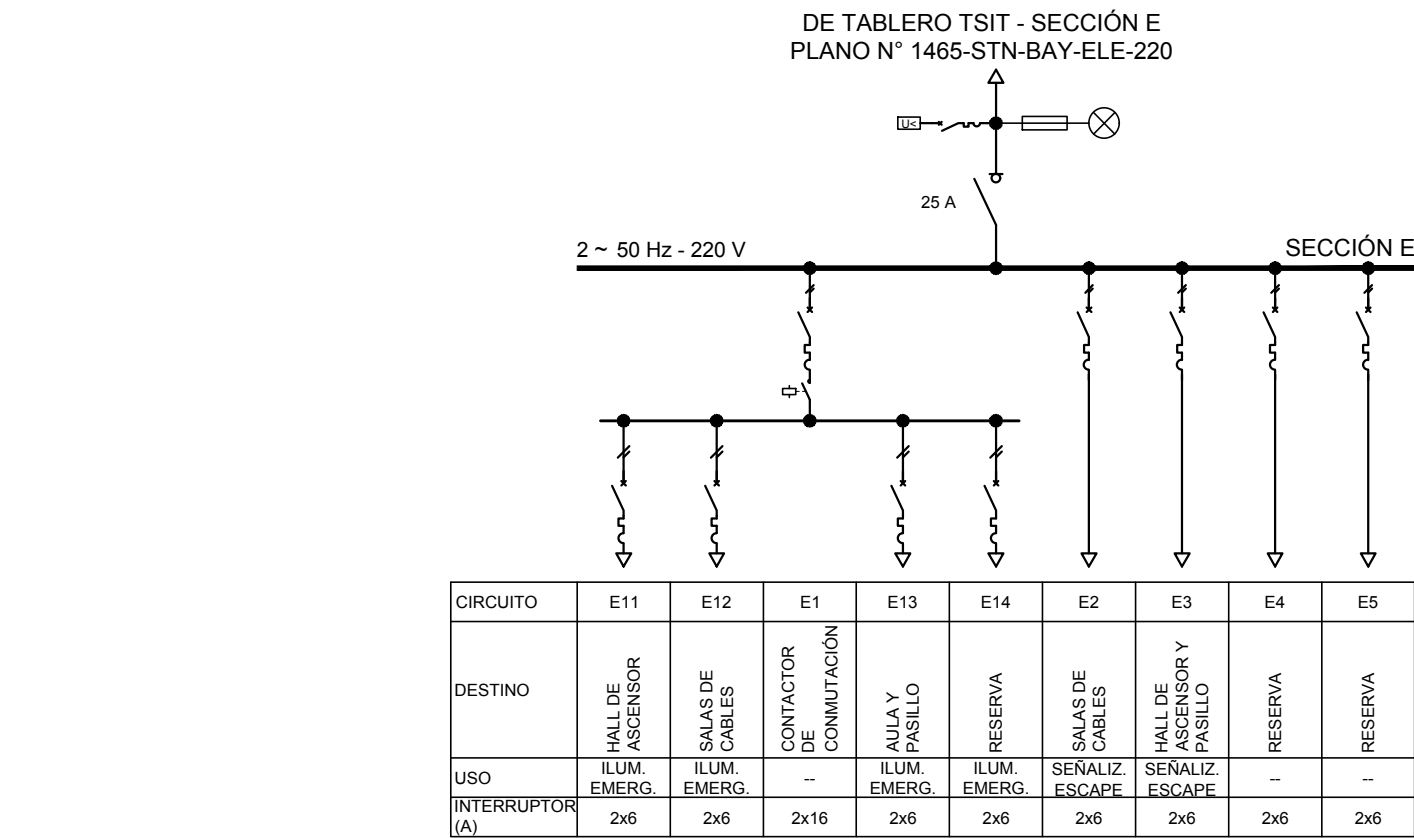 DE TABLERO TSIT - SECCIÓN E
PLANO N° 1465-STN-BAY-ELE-220
U<
25 A
2 ~ 50 Hz - 220 V
SECCIÓN E
CIRCUITO E11 E12 E1 E13 E14 E2 E3 E4 E5
DESTINO
HALL DE
ASCENSOR
SALAS DE
CABLES
CONTACTOR
DE
CONMUTACIÓN
AULA Y
PASILLO
RESERVA
SALAS DE
CABLES
HALL DE
ASCENSOR Y
PASILLO
RESERVA
RESERVA
USO
ILUM.
EMERG.
ILUM.
EMERG.
--
ILUM.
EMERG.
ILUM.
EMERG.
SEÑALIZ.
ESCAPE
SEÑALIZ.
ESCAPE
--
--
INTERRUPTOR
(A)
2x6 2x6 2x16 2x6 2x6 2x6 2x6 2x6 2x6